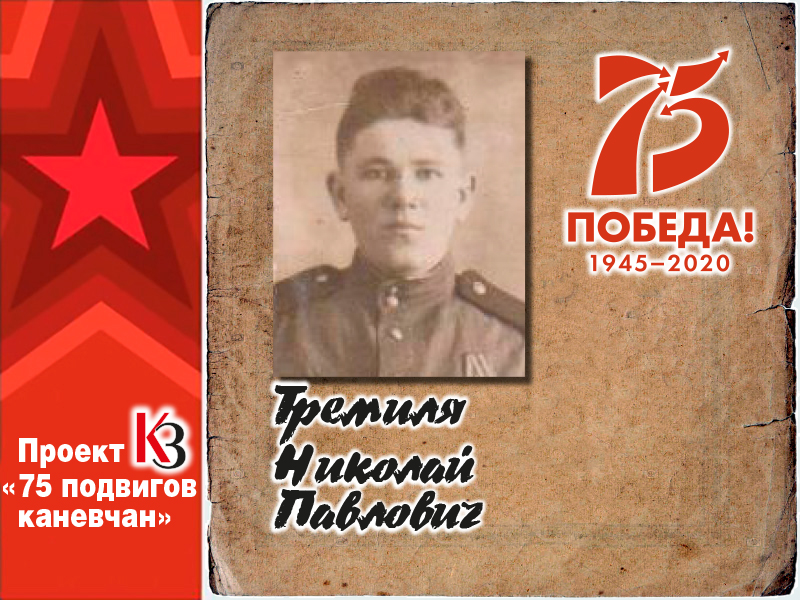 75
ПОБЕДА!
1945–2020
Тремиля
Николай
Павлович
Проект КЗ
«75 подвигов
каневчан»